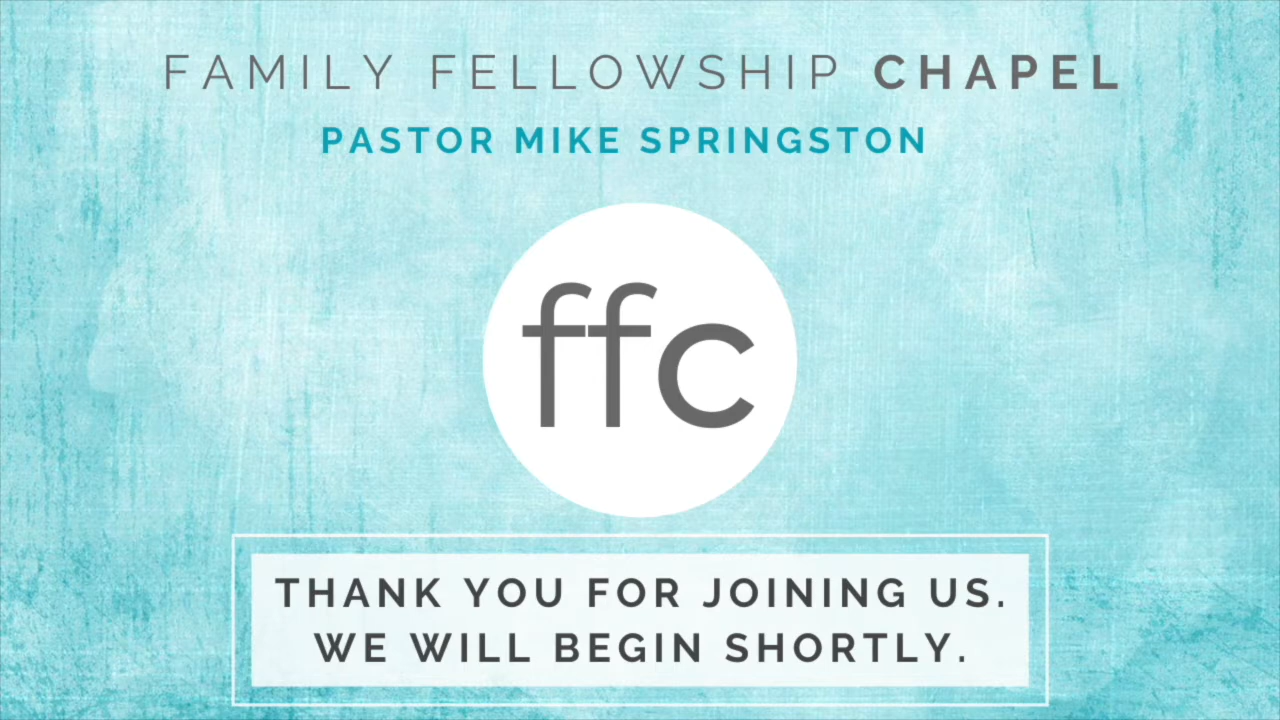 FAMILY FELLOWSHIP CHAPEL
PASTOR MIKE SPRINGSTON
ffc
THANK YOU FOR JOINING US.
WE WILL BEGIN SHORTLY.